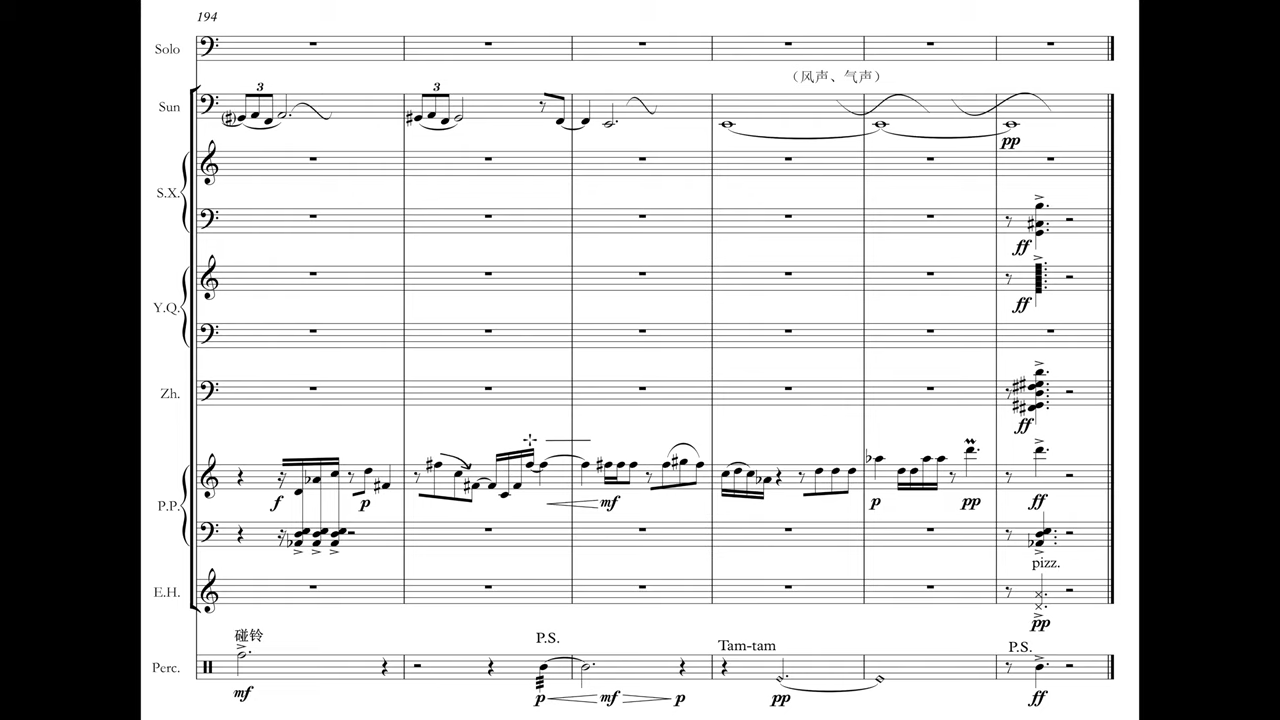 194
Solo
（风声、气声）
Sun
3
3
pp
S.X.
ff
Y.Q.
ff
Zh.
ff
P.P.
f
p
mf
p
pp
ff
pizz.
E.H.
pp
碰铃
P.S.
Tam-tam
P.S.
Perc.
mf
p
mf
p
pp
ff